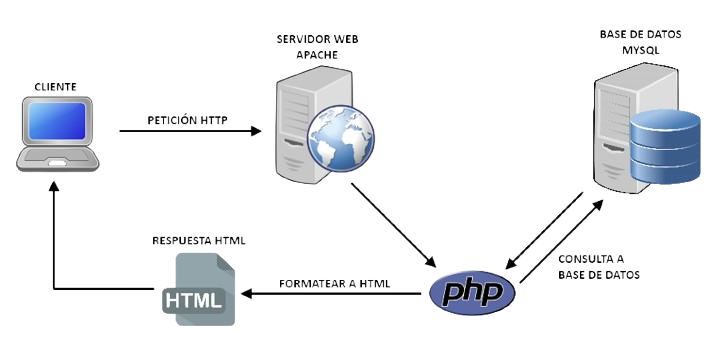 SERVIDOR WEB
APACHE
BASE DE DATOS
MYSQL
CLIENTE
PETICIÓN HTTP
RESPUESTA HTML
CONSULTA A
BASE DE DATOS
FORMATEAR A HTML
HTML
php